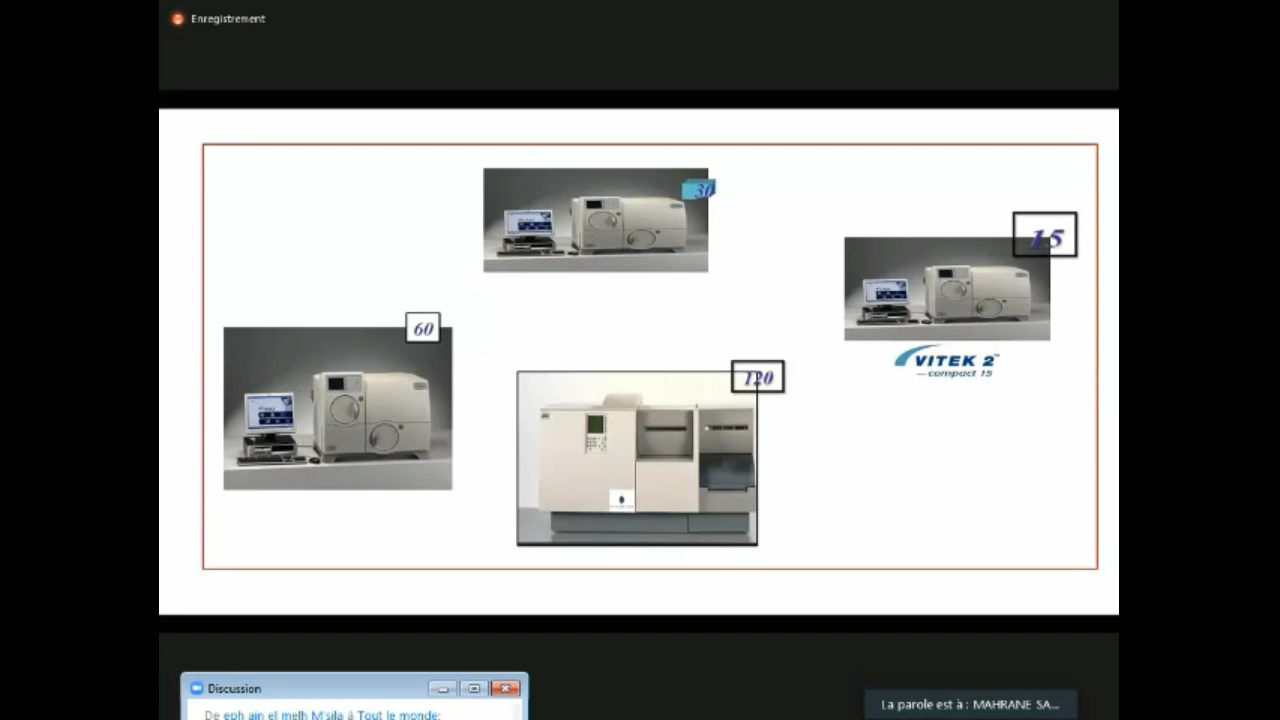 Enregistrement
30
15
60
VITEK 2™
compact 15
120
Discussion
De eph ain el melh M'sila à Tout le monde:
La parole est à : MAHRANE SA...